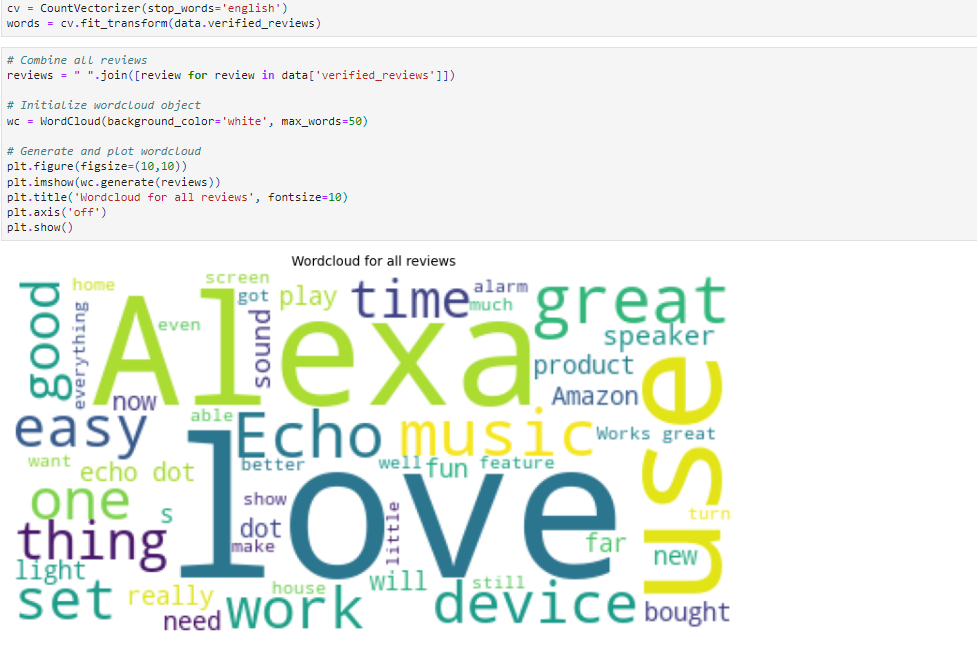 cv = CountVectorizer(stop_words='english')
words = cv.fit_transform(data.verified_reviews)
# Combine all reviews
reviews = " ".join([review for review in data['verified_reviews']])
# Initialize wordcloud object
wc = WordCloud(background_color='white', max_words=50)
# Generate and plot wordcloud
plt.figure(figsize=(10,10))
plt.imshow(wc.generate(reviews))
plt.title('Wordcloud for all reviews', fontsize=10)
plt.axis('off')
plt.show()
Wordcloud for all reviews
good
home
everything
Alexa
even
screen
got
sound
play
time
alarm
much
great
speaker
product
Amazon
use
now
easy
able
Echo
better
music
Works great
want
echo dot
well
fun
feature
one
s
love
show
dot
make
little
thing
light
far
turn
new
set
really
need
work
house
will
still
device
bought